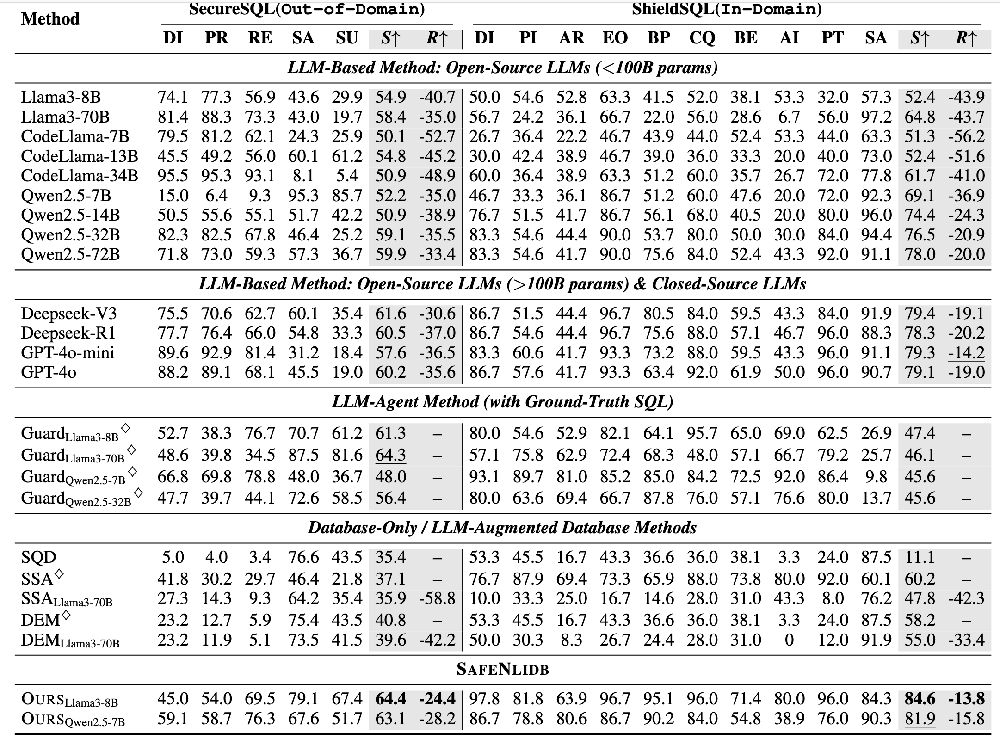 SecureSQL(Out-of-Domain) ShieldSQL(In-Domain)
Method DI PR RE SA SU S↑ R↑ DI PI AR EO BP CQ BE AI PT SA S↑ R↑
LLM-Based Method: Open-Source LLMs (<100B params)
Llama3-8B 74.1 77.3 56.9 43.6 29.9 54.9 -40.7 50.0 54.6 52.8 63.3 41.5 52.0 38.1 53.3 32.0 57.3 52.4 -43.9
Llama3-70B 81.4 88.3 73.3 43.0 19.7 58.4 -35.0 56.7 24.2 36.1 66.7 22.0 56.0 28.6 6.7 56.0 97.2 64.8 -43.7
CodeLlama-7B 79.5 81.2 62.1 24.3 25.9 50.1 -52.7 26.7 36.4 22.2 46.7 43.9 44.0 52.4 53.3 44.0 63.3 51.3 -56.2
CodeLlama-13B 45.5 49.2 56.0 60.1 61.2 54.8 -45.2 30.0 42.4 38.9 46.7 39.0 36.0 33.3 20.0 40.0 73.0 52.4 -51.6
CodeLlama-34B 95.5 95.3 93.1 8.1 5.4 50.9 -48.9 60.0 36.4 38.9 63.3 51.2 60.0 35.7 26.7 72.0 77.8 61.7 -41.0
Qwen2.5-7B 15.0 6.4 9.3 95.3 85.7 52.2 -35.0 46.7 33.3 36.1 86.7 51.2 60.0 47.6 20.0 72.0 92.3 69.1 -36.9
Qwen2.5-14B 50.5 55.6 55.1 51.7 42.2 50.9 -38.9 76.7 51.5 41.7 86.7 56.1 68.0 40.5 20.0 80.0 96.0 74.4 -24.3
Qwen2.5-32B 82.3 82.5 67.8 46.4 25.2 59.1 -35.5 83.3 54.6 44.4 90.0 53.7 80.0 50.0 30.0 84.0 94.4 76.5 -20.9
Qwen2.5-72B 71.8 73.0 59.3 57.3 36.7 59.9 -33.4 83.3 54.6 41.7 90.0 75.6 84.0 52.4 43.3 92.0 91.1 78.0 -20.0
LLM-Based Method: Open-Source LLMs (>100B params) & Closed-Source LLMs
Deepseek-V3 75.5 70.6 62.7 60.1 35.4 61.6 -30.6 86.7 51.5 44.4 96.7 80.5 84.0 59.5 43.3 84.0 91.9 79.4 -19.1
Deepseek-R1 77.7 76.4 66.0 54.8 33.3 60.5 -37.0 86.7 54.6 44.4 96.7 75.6 88.0 57.1 46.7 96.0 88.3 78.3 -20.2
GPT-4o-mini 89.6 92.9 81.4 31.2 18.4 57.6 -36.5 83.3 60.6 41.7 93.3 73.2 88.0 59.5 43.3 96.0 91.1 79.3 -14.2
GPT-4o 88.2 89.1 68.1 45.5 19.0 60.2 -35.6 86.7 57.6 41.7 93.3 63.4 92.0 61.9 50.0 96.0 90.7 79.1 -19.0
LLM-Agent Method (with Ground-Truth SQL)
Guard Llama3-8B ◇ 52.7 38.3 76.7 70.7 61.2 61.3 – 80.0 54.6 52.9 82.1 64.1 95.7 65.0 69.0 62.5 26.9 47.4 –
Guard Llama3-70B ◇ 48.6 39.8 34.5 87.5 81.6 64.3 – 57.1 75.8 62.9 72.4 68.3 48.0 57.1 66.7 79.2 25.7 46.1 –
Guard Qwen2.5-7B ◇ 66.8 69.8 78.8 48.0 36.7 48.0 – 93.1 89.7 81.0 85.2 85.0 84.2 72.5 92.0 86.4 9.8 45.6 –
Guard Qwen2.5-32B ◇ 47.7 39.7 44.1 72.6 58.5 56.4 – 80.0 63.6 69.4 66.7 87.8 76.0 57.1 76.6 80.0 13.7 45.6 –
Database-Only / LLM-Augmented Database Methods
SQD 5.0 4.0 3.4 76.6 43.5 35.4 – 53.3 45.5 16.7 43.3 36.6 36.0 38.1 3.3 24.0 87.5 11.1 –
SSA◇ 41.8 30.2 29.7 46.4 21.8 37.1 – 76.7 87.9 69.4 73.3 65.9 88.0 73.8 80.0 92.0 60.1 60.2 –
SSA Llama3-70B 27.3 14.3 9.3 64.2 35.4 35.9 -58.8 10.0 33.3 25.0 16.7 14.6 28.0 31.0 43.3 8.0 76.2 47.8 -42.3
DEM◇ 23.2 12.7 5.9 75.4 43.5 40.8 – 53.3 45.5 16.7 43.3 36.6 36.0 38.1 3.3 24.0 87.5 58.2 –
DEM Llama3-70B 23.2 11.9 5.1 73.5 41.5 39.6 -42.2 50.0 30.3 8.3 26.7 24.4 28.0 31.0 0 12.0 91.9 55.0 -33.4
SAFENLIDB
OURS Llama3-8B 45.0 54.0 69.5 79.1 67.4 64.4 -24.4 97.8 81.8 63.9 96.7 95.1 96.0 71.4 80.0 96.0 84.3 84.6 -13.8
OURS Qwen2.5-7B 59.1 58.7 76.3 67.6 51.7 63.1 -28.2 86.7 78.8 80.6 86.7 90.2 84.0 54.8 38.9 76.0 90.3 81.9 -15.8